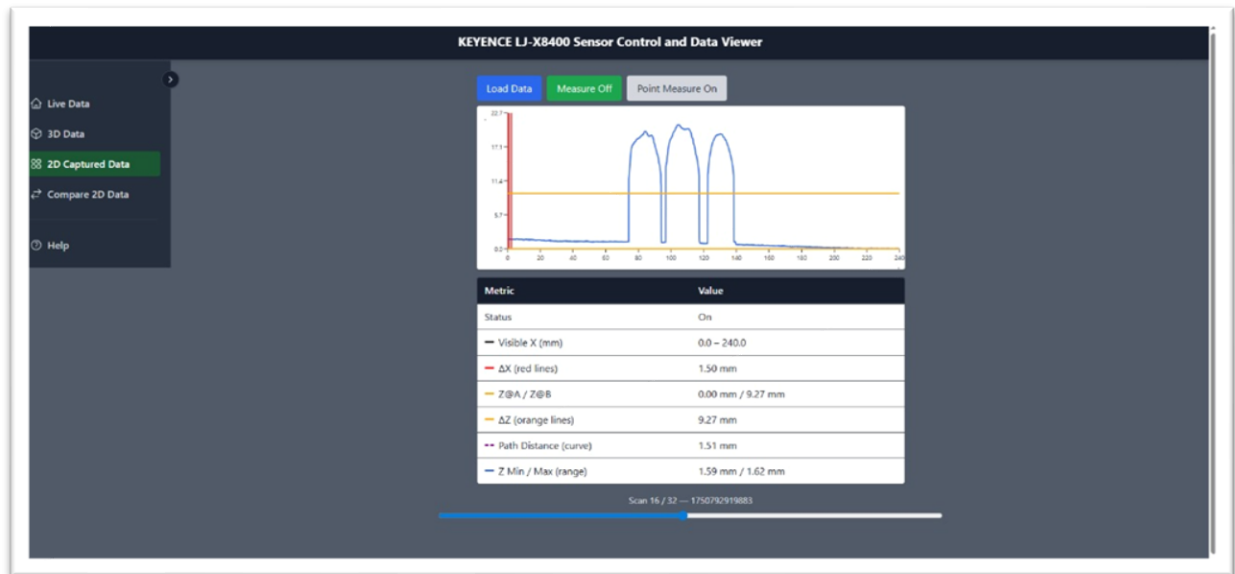 KEYENCE LJ-X8400 Sensor Control and Data Viewer
Live Data
3D Data
2D Captured Data
Compare 2D Data
Help
Load Data Measure Off Point Measure On
22.7
17.1
11.4
5.7
0.0
0 20 40 60 80 100 120 140 160 180 200 220 240
Metric Value
Status On
Visible X (mm) 0.0 – 240.0
ΔX (red lines) 1.50 mm
Z@A / Z@B 0.00 mm / 9.27 mm
ΔZ (orange lines) 9.27 mm
Path Distance (curve) 1.51 mm
Z Min / Max (range) 1.59 mm / 1.62 mm
Scan 16 / 32 — 1750792919883